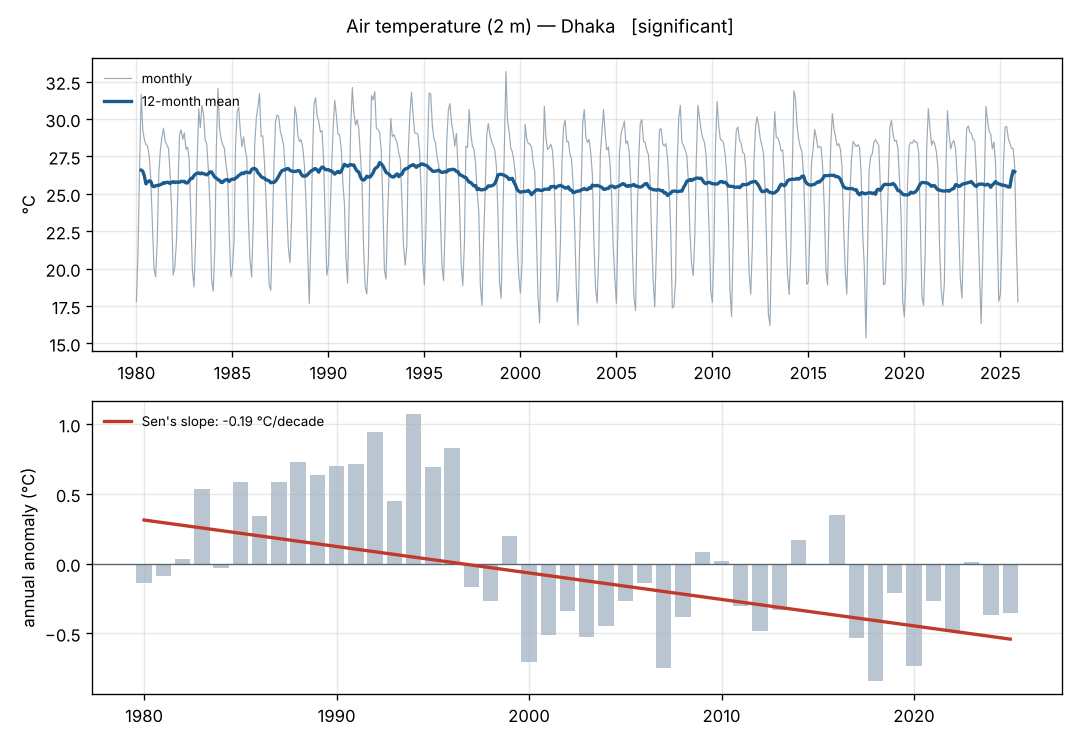 Air temperature (2 m) — Dhaka [significant]
monthly
12-month mean
°C
32.5
30.0
27.5
25.0
22.5
20.0
17.5
15.0
1980 1985 1990 1995 2000 2005 2010 2015 2020 2025
Sen's slope: -0.19 °C/decade
annual anomaly (°C)
1.0
0.5
0.0
−0.5
1980 1990 2000 2010 2020